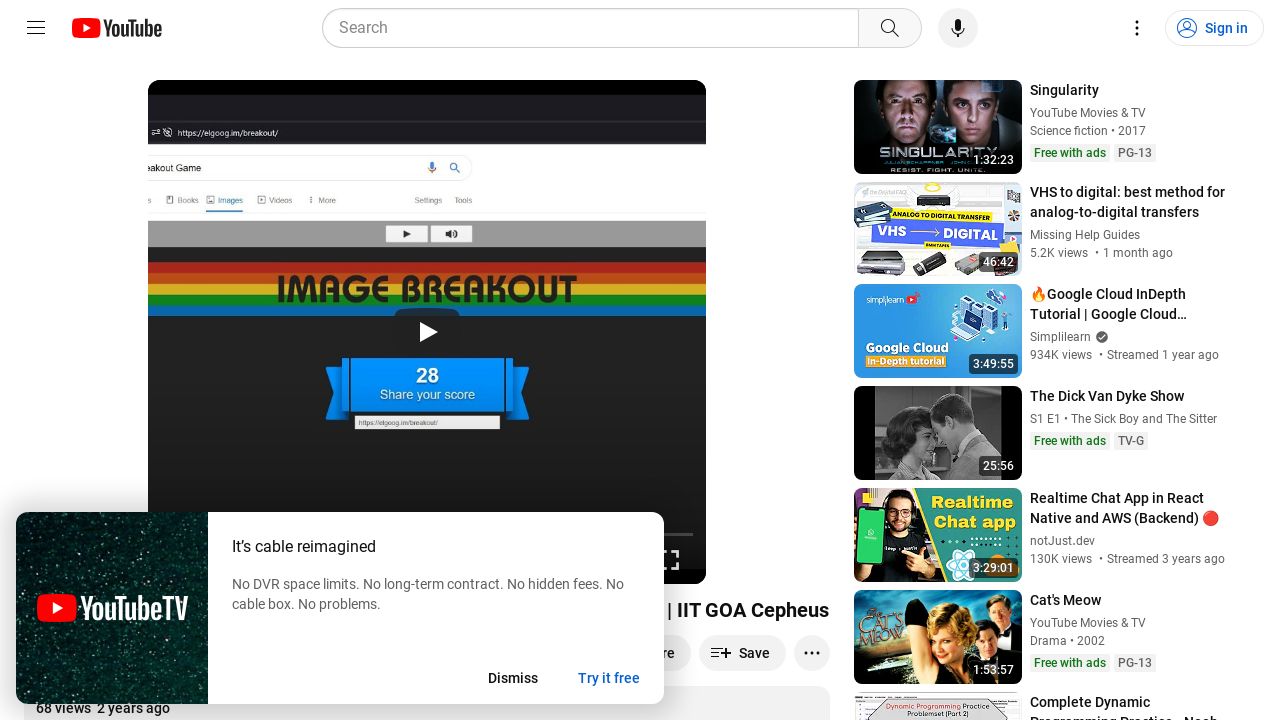 YouTube
Search
Sign in
https://elgoog.im/breakout/
eakout Game
Books
Images
Videos
More
Settings
Tools
IMAGE BREAKOUT
28
Share your score
https://elgoog.im/breakout/
| IIT GOA Cepheus
re
Save
68 views 2 years ago
YouTubeTV
It's cable reimagined
No DVR space limits. No long-term contract. No hidden fees. No
cable box. No problems.
Dismiss
Try it free
SINGULARITY
RESIST. FIGHT. UNITE.
1:32:23
Singularity
YouTube Movies & TV
Science fiction • 2017
Free with ads
PG-13
ANALOG TO DIGITAL TRANSFER
VHS
DIGITAL
46:42
VHS to digital: best method for
analog-to-digital transfers
Missing Help Guides
5.2K views • 1 month ago
simplilearn
Google Cloud
In-Depth tutorial
3:49:55
🔥Google Cloud InDepth
Tutorial | Google Cloud…
Simplilearn
934K views • Streamed 1 year ago
25:56
The Dick Van Dyke Show
S1 E1 • The Sick Boy and The Sitter
Free with ads
TV-G
Realtime
Chat app
3:29:01
Realtime Chat App in React
Native and AWS (Backend) 🔴
notJust.dev
130K views • Streamed 3 years ago
The CAT'S
MEOW
1:53:57
Cat's Meow
YouTube Movies & TV
Drama • 2002
Free with ads
PG-13
Dynamic Programming Practice
Problemset (Part 2)
Complete Dynamic
Programming Practice - Noob